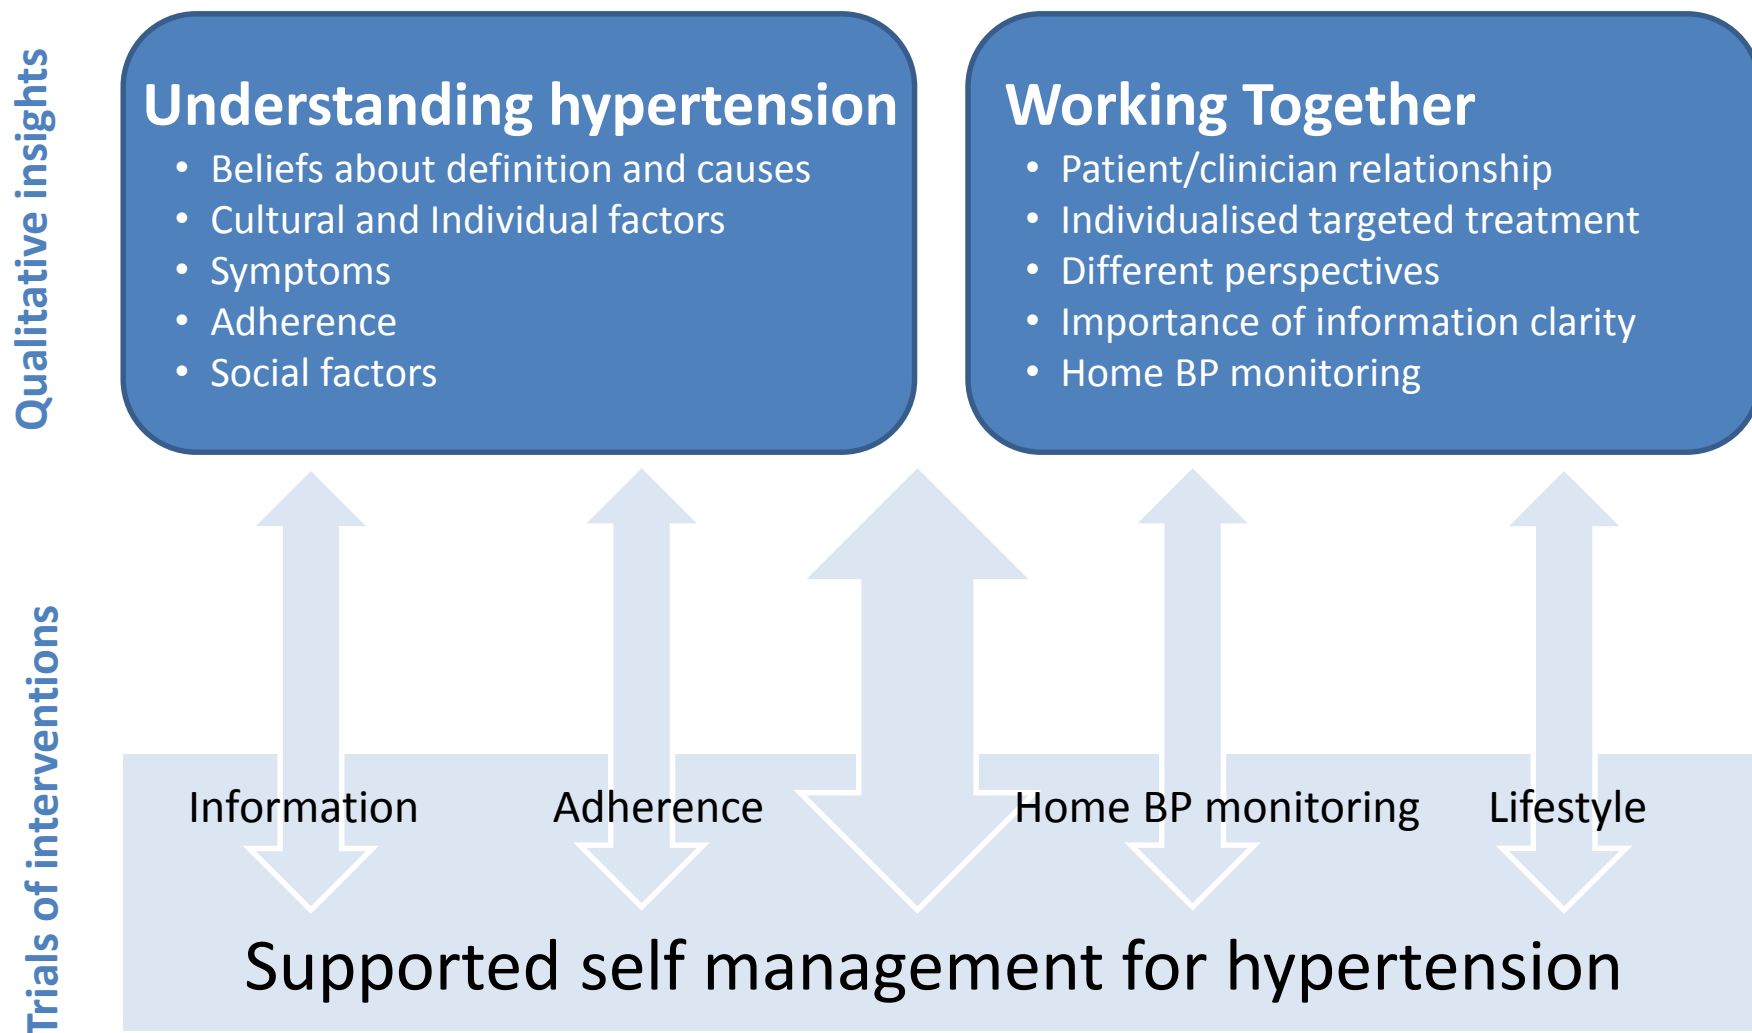 Qualitative insights
Understanding hypertension
• Beliefs about definition and causes
• Cultural and Individual factors
• Symptoms
• Adherence
• Social factors
Working Together
• Patient/clinician relationship
• Individualised targeted treatment
• Different perspectives
• Importance of information clarity
• Home BP monitoring
Trials of interventions
Information
Adherence
Home BP monitoring
Lifestyle
Supported self management for hypertension